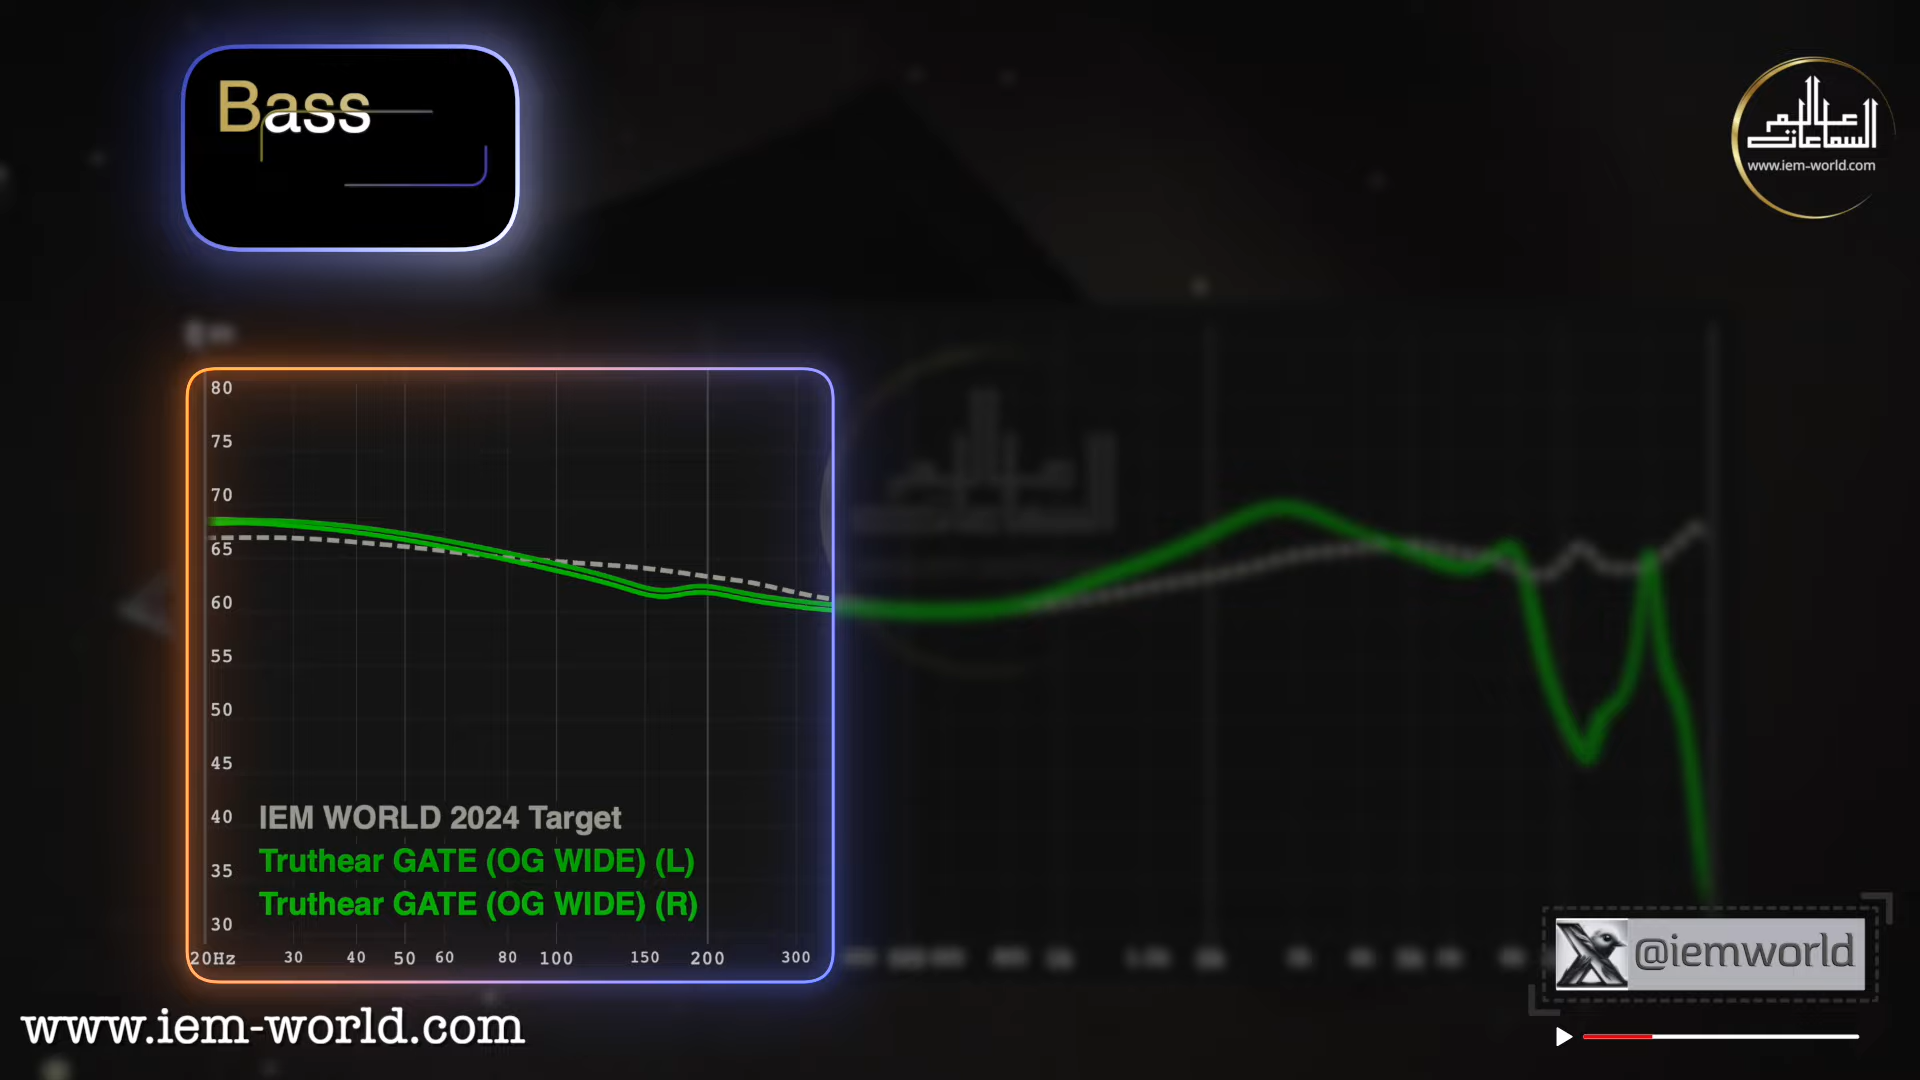 Bass
عالم
السماعات
www.iem-world.com
80
75
70
65
60
55
50
45
40
35
30
IEM WORLD 2024 Target
Truthear GATE (OG WIDE) (L)
Truthear GATE (OG WIDE) (R)
20Hz 30 40 50 60 80 100 150 200 300
@iemworld
www.iem-world.com